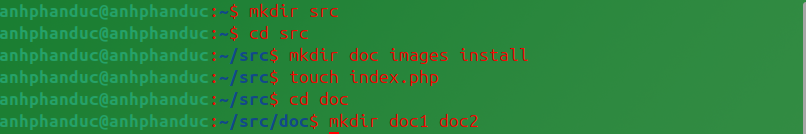 anhphanduc@anhphanduc:~$ mkdir src
anhphanduc@anhphanduc:~$ cd src
anhphanduc@anhphanduc:~/src$ mkdir doc images install
anhphanduc@anhphanduc:~/src$ touch index.php
anhphanduc@anhphanduc:~/src$ cd doc
anhphanduc@anhphanduc:~/src/doc$ mkdir doc1 doc2